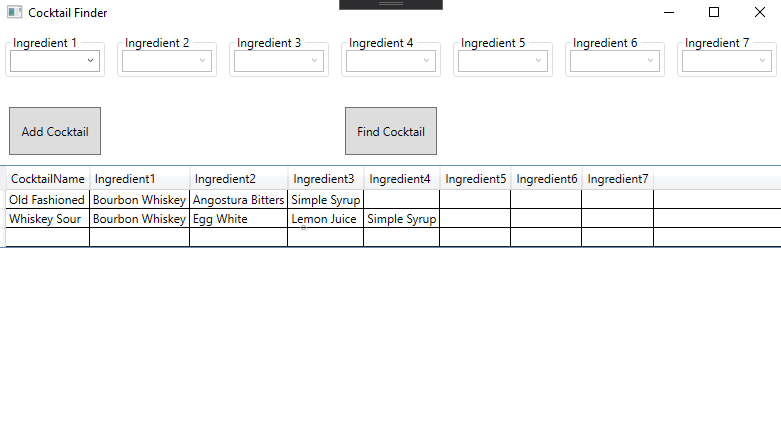 Cocktail Finder
Ingredient 1 Ingredient 2 Ingredient 3 Ingredient 4 Ingredient 5 Ingredient 6 Ingredient 7
Add Cocktail Find Cocktail
CocktailName Ingredient1 Ingredient2 Ingredient3 Ingredient4 Ingredient5 Ingredient6 Ingredient7
Old Fashioned Bourbon Whiskey Angostura Bitters Simple Syrup
Whiskey Sour Bourbon Whiskey Egg White Lemon Juice Simple Syrup